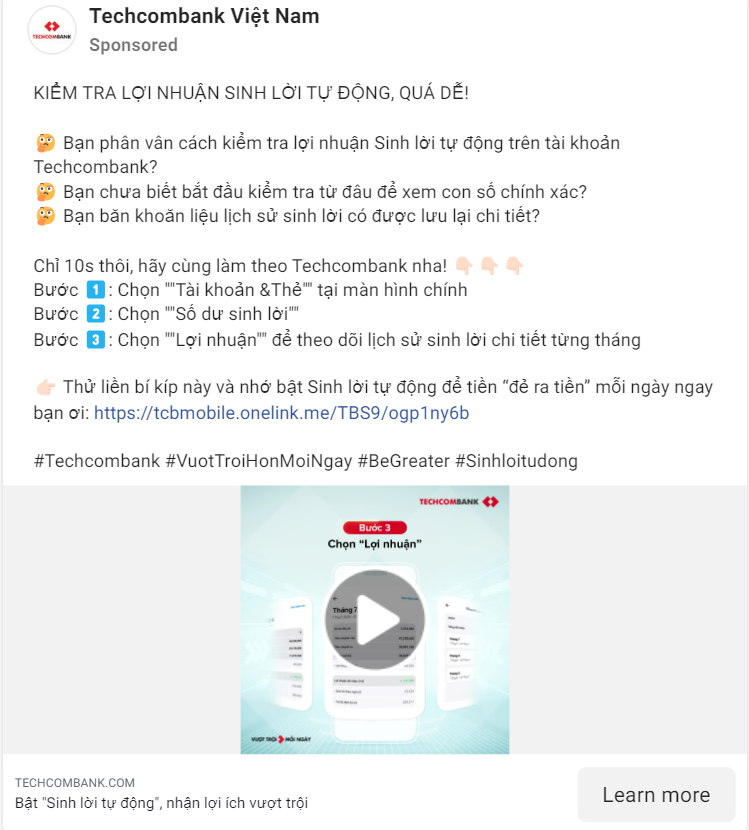 Techcombank Việt Nam
TECHCOMBANK
Sponsored
KIỂM TRA LỢI NHUẬN SINH LỜI TỰ ĐỘNG, QUÁ DỄ!
🤔 Bạn phân vân cách kiểm tra lợi nhuận Sinh lời tự động trên tài khoản
Techcombank?
🤔 Bạn chưa biết bắt đầu kiểm tra từ đâu để xem con số chính xác?
🤔 Bạn băn khoăn liệu lịch sử sinh lời có được lưu lại chi tiết?
Chỉ 10s thôi, hãy cùng làm theo Techcombank nha! 👇🏻👇🏻👇🏻
Bước 1️⃣: Chọn ""Tài khoản &Thẻ"" tại màn hình chính
Bước 2️⃣: Chọn ""Số dư sinh lời""
Bước 3️⃣: Chọn ""Lợi nhuận"" để theo dõi lịch sử sinh lời chi tiết từng tháng
👉🏻 Thử liền bí kíp này và nhớ bật Sinh lời tự động để tiền “đẻ ra tiền” mỗi ngày ngay
bạn ơi: https://tcbmobile.onelink.me/TBS9/ogp1ny6b
#Techcombank #VuotTroiHonMoiNgay #BeGreater #Sinhloitudong
TECHCOMBANK
Bước 3
Chọn “Lợi nhuận”
Tháng 7
VƯỢT TRỘI MỖI NGÀY
TECHCOMBANK.COM
Bật "Sinh lời tự động", nhận lợi ích vượt trội
Learn more